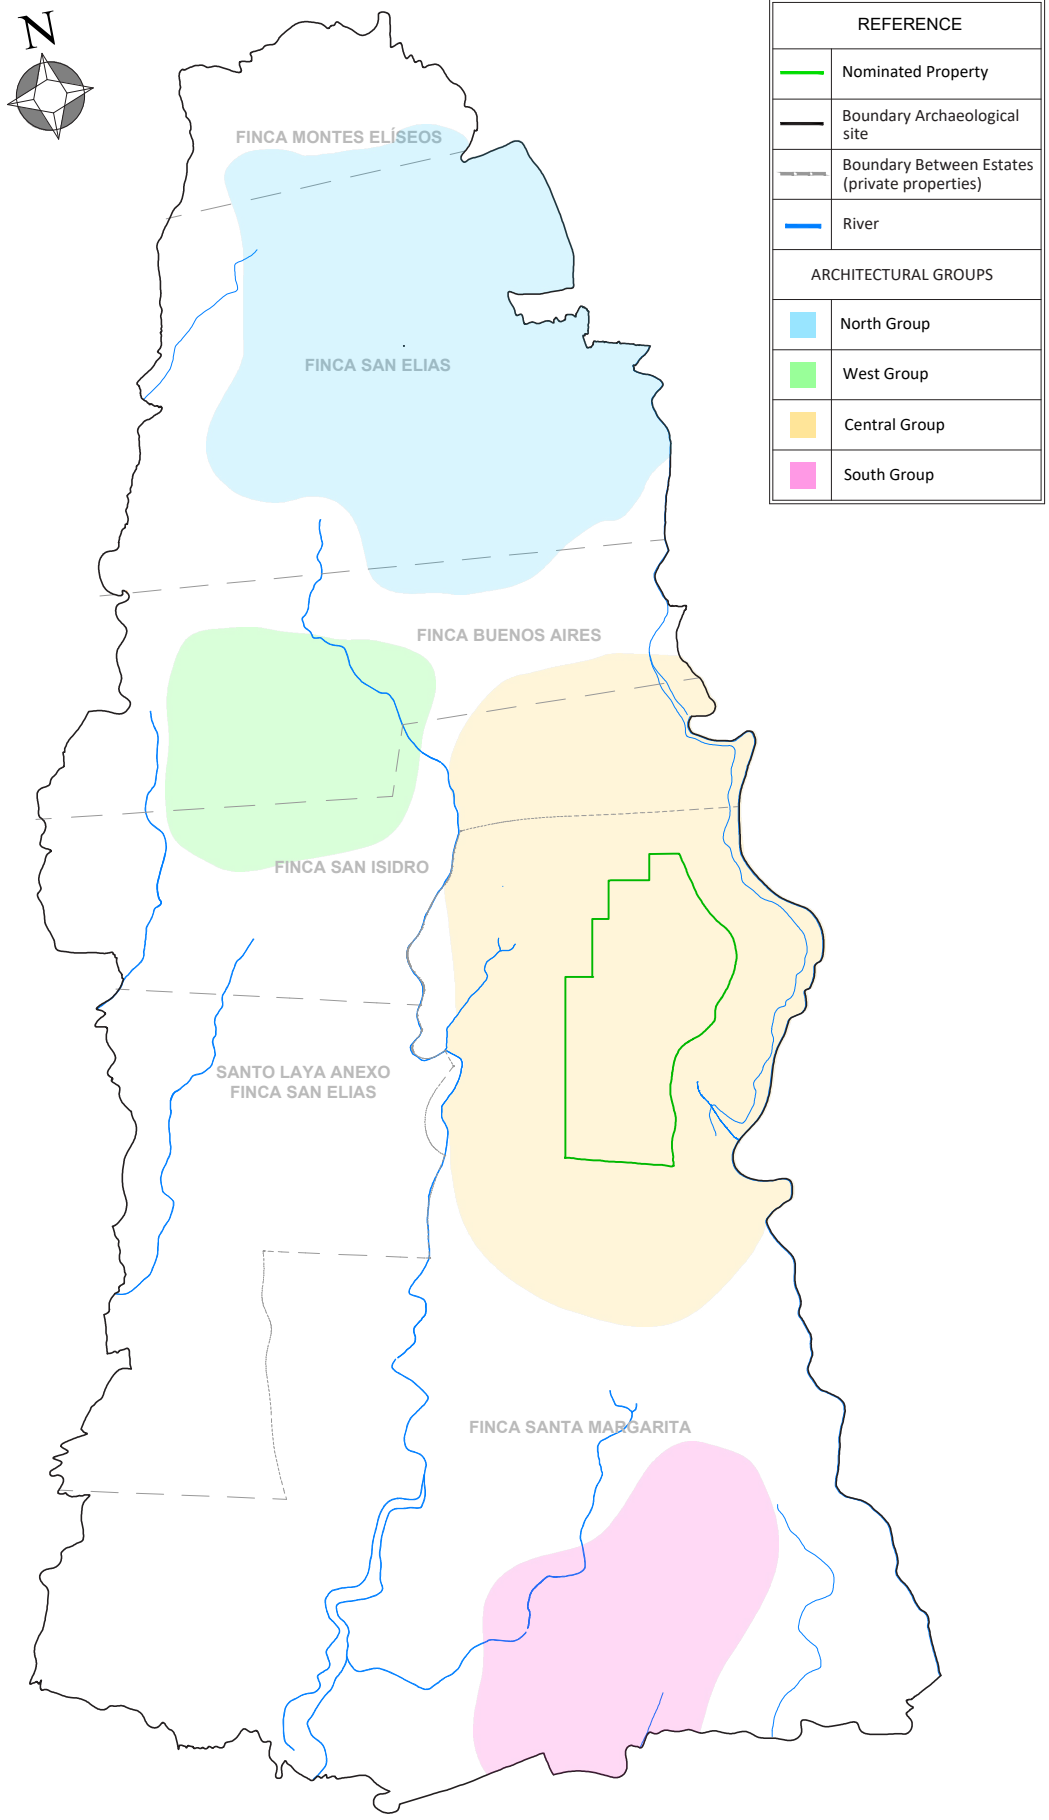 N
REFERENCE
Nominated Property
Boundary Archaeological
site
Boundary Between Estates
(private properties)
River
ARCHITECTURAL GROUPS
North Group
West Group
Central Group
South Group
FINCA MONTES ELÍSEOS
FINCA SAN ELIAS
FINCA BUENOS AIRES
FINCA SAN ISIDRO
SANTO LAYA ANEXO
FINCA SAN ELIAS
FINCA SANTA MARGARITA